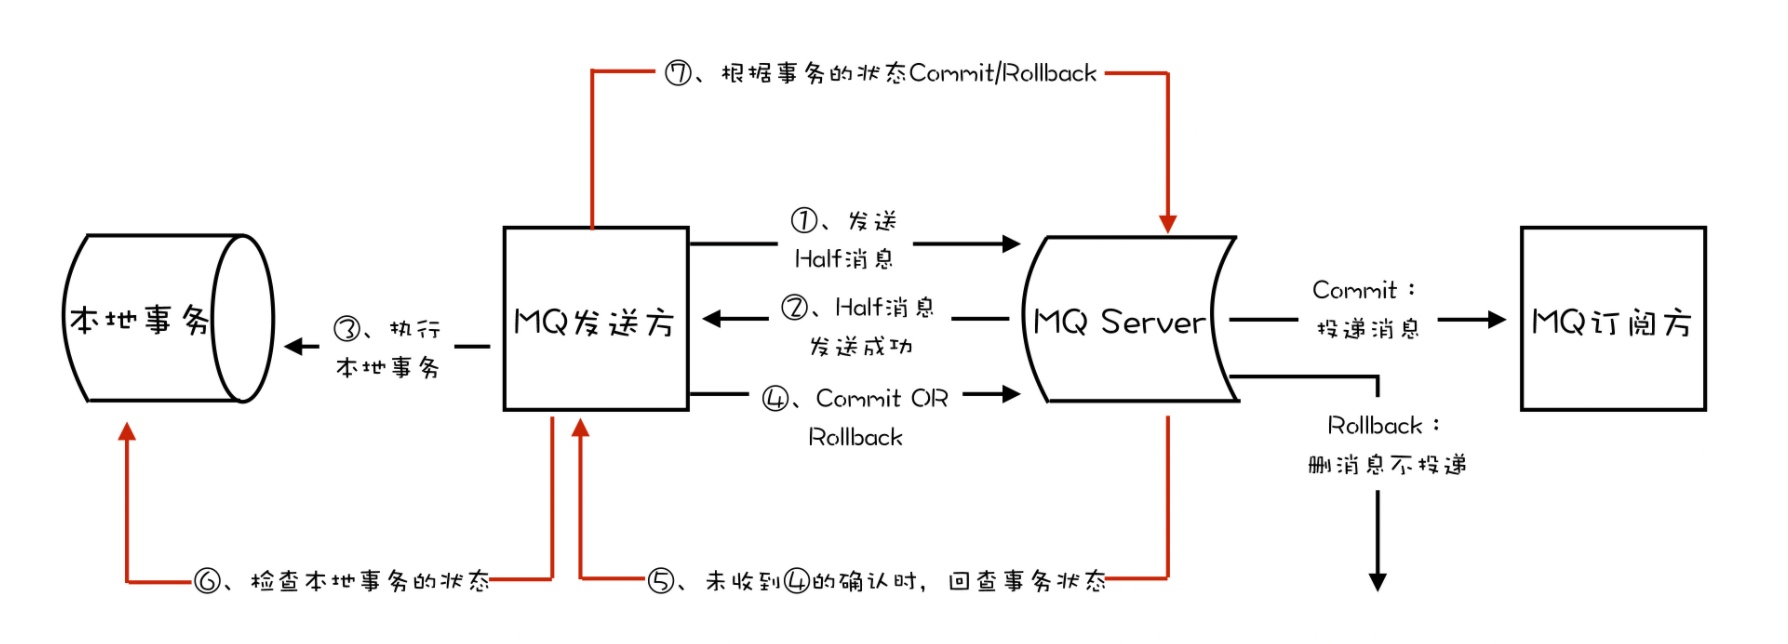 ⑦、根据事务的状态Commit/Rollback
①、发送
Half消息
②、Half消息
发送成功
③、执行
本地事务
④、Commit OR
Rollback
本地事务
MQ发送方
MQ Server
Commit：
投递消息
MQ订阅方
Rollback：
删消息不投递
⑥、检查本地事务的状态
⑤、未收到④的确认时，回查事务状态